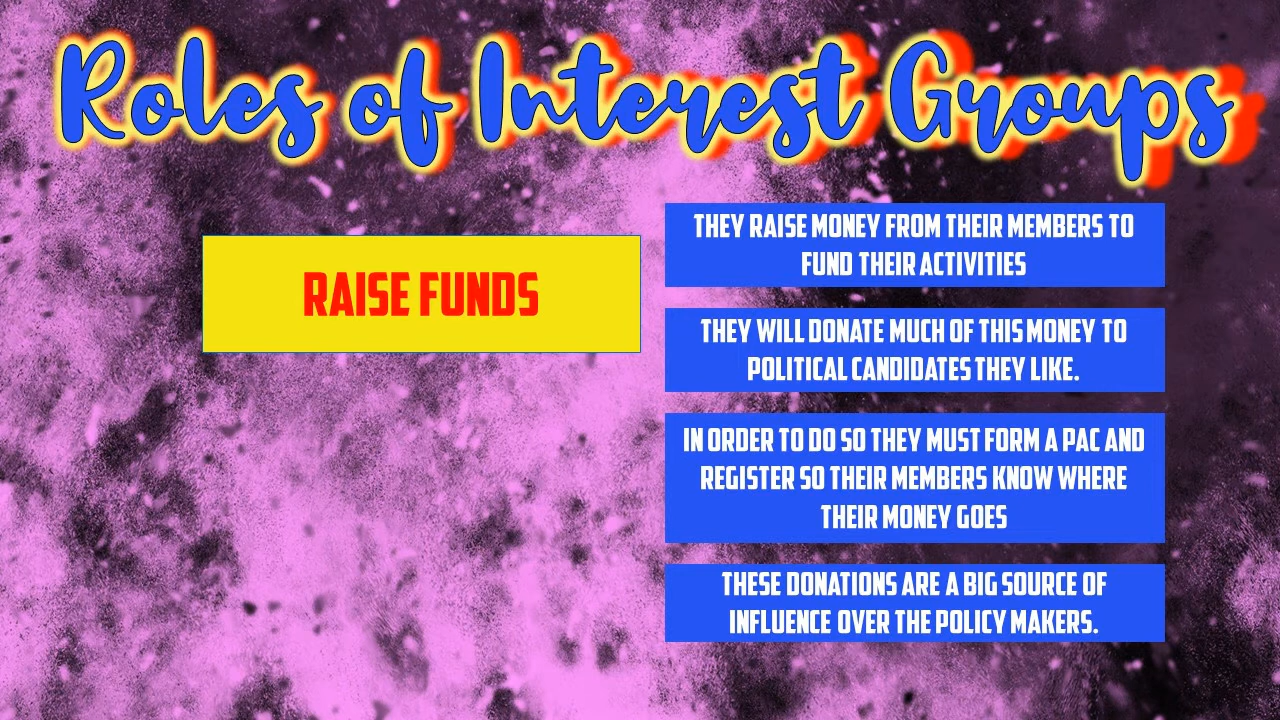 Roles of Interest Groups
RAISE FUNDS
THEY RAISE MONEY FROM THEIR MEMBERS TO
FUND THEIR ACTIVITIES
THEY WILL DONATE MUCH OF THIS MONEY TO
POLITICAL CANDIDATES THEY LIKE.
IN ORDER TO DO SO THEY MUST FORM A PAC AND
REGISTER SO THEIR MEMBERS KNOW WHERE
THEIR MONEY GOES
THESE DONATIONS ARE A BIG SOURCE OF
INFLUENCE OVER THE POLICY MAKERS.